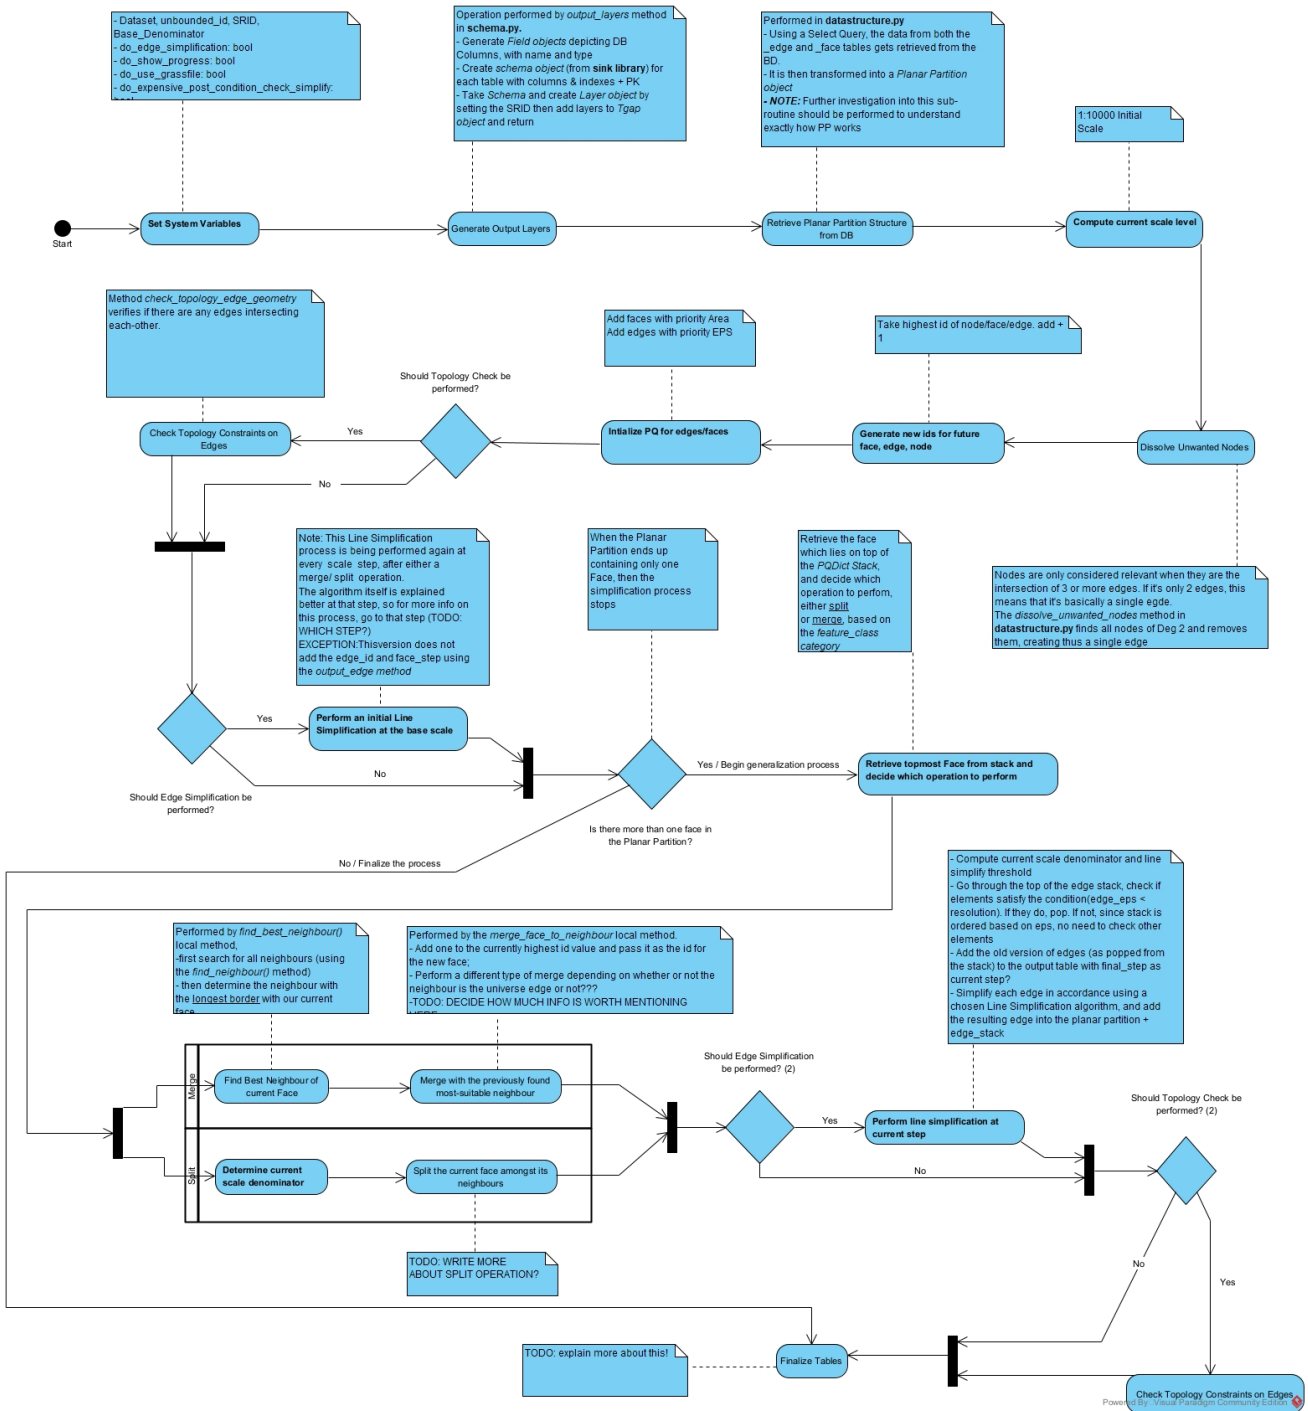 - Dataset, unbounded_id, SRID,
Base_Denominator
- do_edge_simplification: bool
- do_show_progress: bool
- do_use_grassfile: bool
- do_expensive_post_condition_check_simplify:
Operation performed by output_layers method
in schema.py.
- Generate Field objects depicting DB
Columns, with name and type
- Create schema object (from sink library) for
each table with columns & indexes + PK
- Take Schema and create Layer object by
setting the SRID then add layers to Tgap
object and return
Performed in datastructure.py
- Using a Select Query, the data from both the
_edge and _face tables gets retrieved from the
BD.
- It is then transformed into a Planar Partition
object
- NOTE: Further investigation into this sub-
routine should be performed to understand
exactly how PP works
1:10000 Initial
Scale
Start
Set System Variables
Generate Output Layers
Retrieve Planar Partition Structure
from DB
Compute current scale level
Method check_topology_edge_geometry
verifies if there are any edges intersecting
each-other.
Should Topology Check be
performed?
Add faces with priority Area
Add edges with priority EPS
Take highest id of node/face/edge. add +
1
Check Topology Constraints on
Edges
Yes
No
Intialize PQ for edges/faces
Generate new ids for future
face, edge, node
Dissolve Unwanted Nodes
Note: This Line Simplification
process is being performed again at
every scale step, after either a
merge/ split operation.
The algorithm itself is explained
better at that step, so for more info on
this process, go to that step (TODO:
WHICH STEP?)
EXCEPTION:Thisversion does not
add the edge_id and face_step using
the output_edge method
When the Planar
Partition ends up
containing only one
Face, then the
simplification process
stops
Retrieve the face
which lies on top of
the PQDict Stack,
and decide which
operation to perfom,
either split
or merge, based on
the feature_class
category
Nodes are only considered relevant when they are the
intersection of 3 or more edges. If it's only 2 edges, this
means that it's basically a single egde.
The dissolve_unwanted_nodes method in
datastructure.py finds all nodes of Deg 2 and removes
them, creating thus a single edge
Yes
Perform an initial Line
Simplification at the base scale
No
Should Edge Simplification be
performed?
Yes / Begin generalization process
Retrieve topmost Face from stack and
decide which operation to perform
Is there more than one face in
the Planar Partition?
No / Finalize the process
- Compute current scale denominator and line
simplify threshold
- Go through the top of the edge stack, check if
elements satisfy the condition(edge_eps <
resolution). If they do, pop. If not, since stack is
ordered based on eps, no need to check other
elements
- Add the old version of edges (as popped from
the stack) to the output table with final_step as
current step?
- Simplify each edge in accordance using a
chosen Line Simplification algorithm, and add
the resulting edge into the planar partition +
edge_stack
Performed by find_best_neighbour()
local method,
-first search for all neighbours (using
the find_neighbour() method)
- then determine the neighbour with
the longest border with our current
face
Performed by the merge_face_to_neighbour local method.
- Add one to the currently highest id value and pass it as the id for
the new face;
- Perform a different type of merge depending on whether or not the
neighbour is the universe edge or not???
-TODO: DECIDE HOW MUCH INFO IS WORTH MENTIONING
Merge
Find Best Neighbour of
current Face
Merge with the previously found
most-suitable neighbour
Split
Determine current
scale denominator
Split the current face amongst its
neighbours
Should Edge Simplification
be performed? (2)
Yes
Perform line simplification at
current step
No
Should Topology Check be
performed? (2)
TODO: WRITE MORE
ABOUT SPLIT OPERATION?
No
Yes
TODO: explain more about this!
Finalize Tables
Check Topology Constraints on Edges
Powered By: Visual Paradigm Community Edition